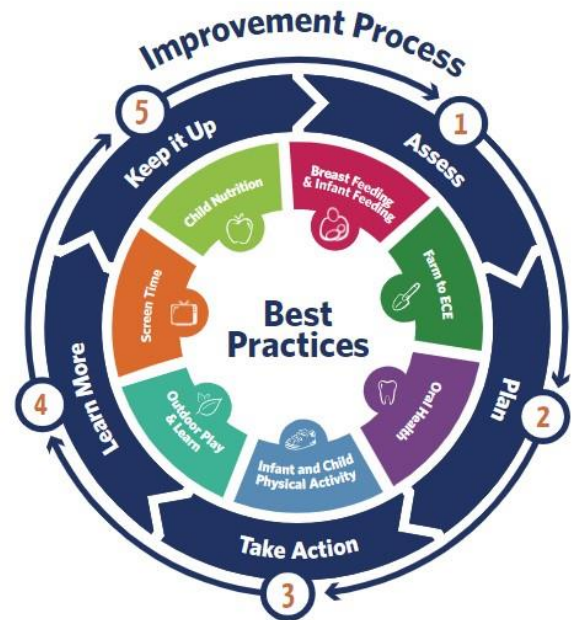 Improvement Process
1
Assess
2
Plan
3
Take Action
4
Learn More
5
Keep it Up
Breast Feeding
& Infant Feeding
Farm to ECE
Oral Health
Infant and Child
Physical Activity
Outdoor Play
& Learn
Screen Time
Child Nutrition
Best
Practices